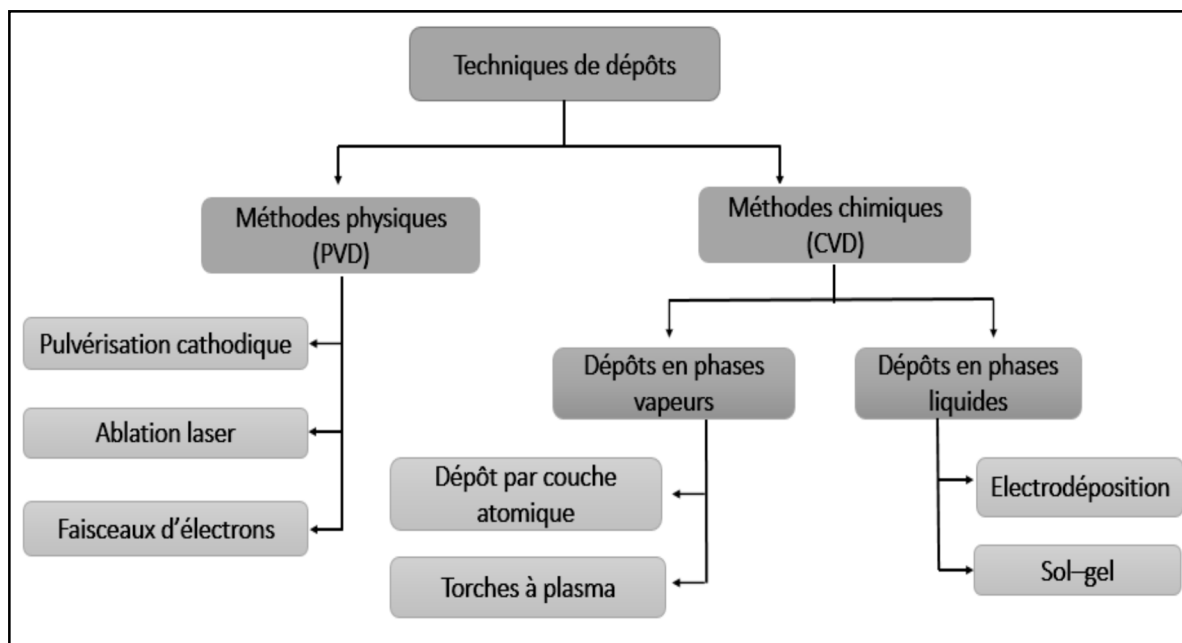 Techniques de dépôts
Méthodes physiques
(PVD)
Méthodes chimiques
(CVD)
Pulvérisation cathodique
Ablation laser
Faisceaux d'électrons
Dépôts en phases
vapeurs
Dépôts en phases
liquides
Dépôt par couche
atomique
Torches à plasma
Electrodéposition
Sol–gel